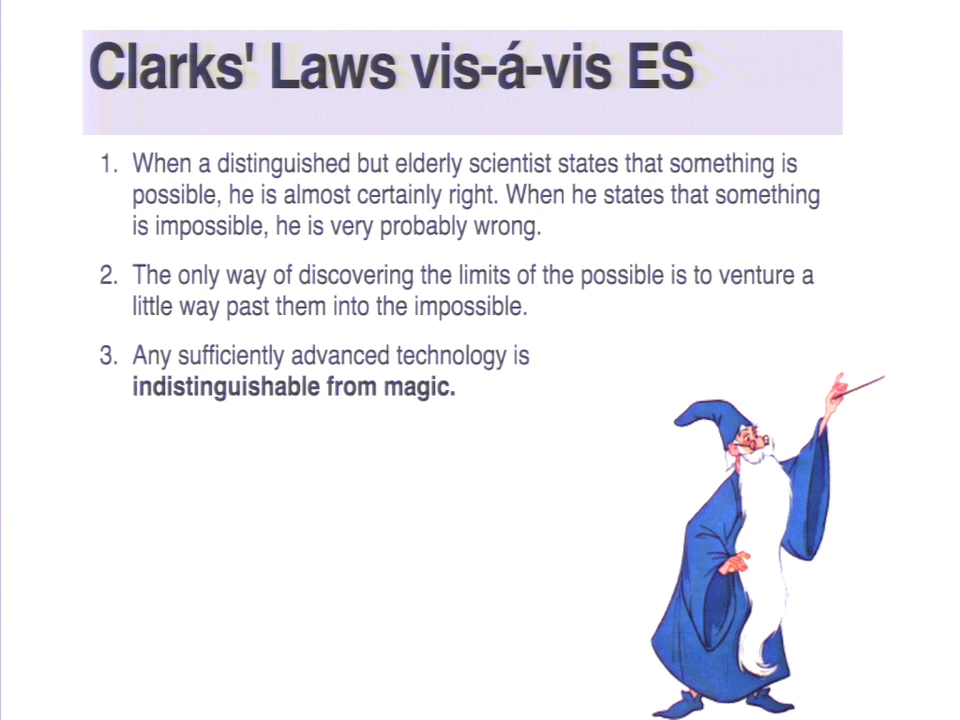 Clarks' Laws vis-á-vis ES
1. When a distinguished but elderly scientist states that something is
possible, he is almost certainly right. When he states that something
is impossible, he is very probably wrong.
2. The only way of discovering the limits of the possible is to venture a
little way past them into the impossible.
3. Any sufficiently advanced technology is
indistinguishable from magic.